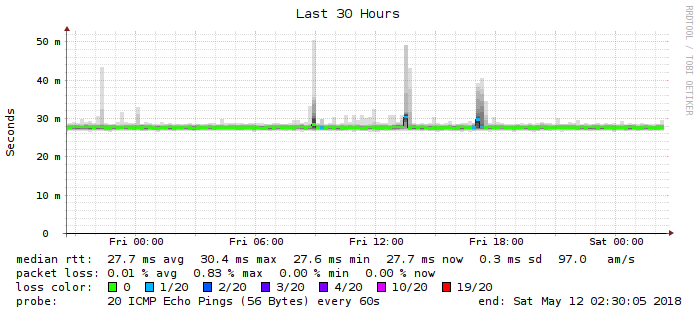 Last 30 Hours
RRDTOOL / TOBI OETIKER
Seconds
50 m
40 m
30 m
20 m
10 m
0
Fri 00:00 Fri 06:00 Fri 12:00 Fri 18:00 Sat 00:00
median rtt: 27.7 ms avg 30.4 ms max 27.6 ms min 27.7 ms now 0.3 ms sd 97.0 am/s
packet loss: 0.01 % avg 0.83 % max 0.00 % min 0.00 % now
loss color: 0 1/20 2/20 3/20 4/20 10/20 19/20
probe: 20 ICMP Echo Pings (56 Bytes) every 60s end: Sat May 12 02:30:05 2018